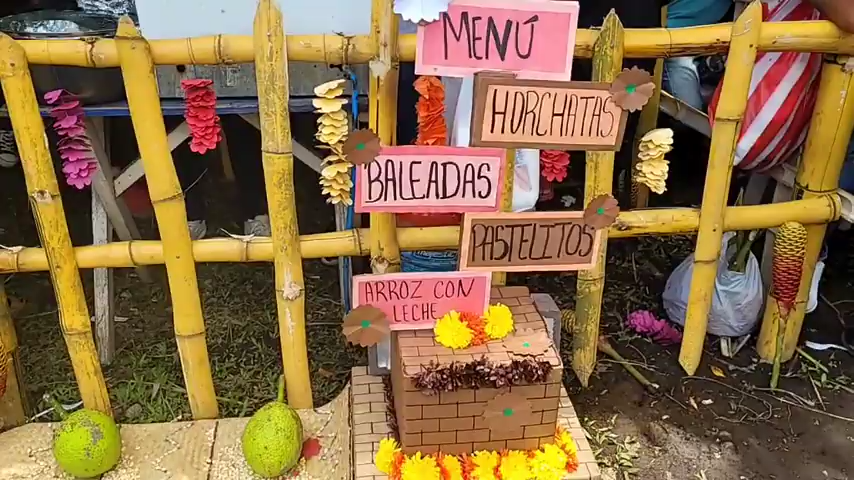 MENÚ
HORCHATAS.
BALEADAS
PASTELITOS
ARROZ CON
LECHE